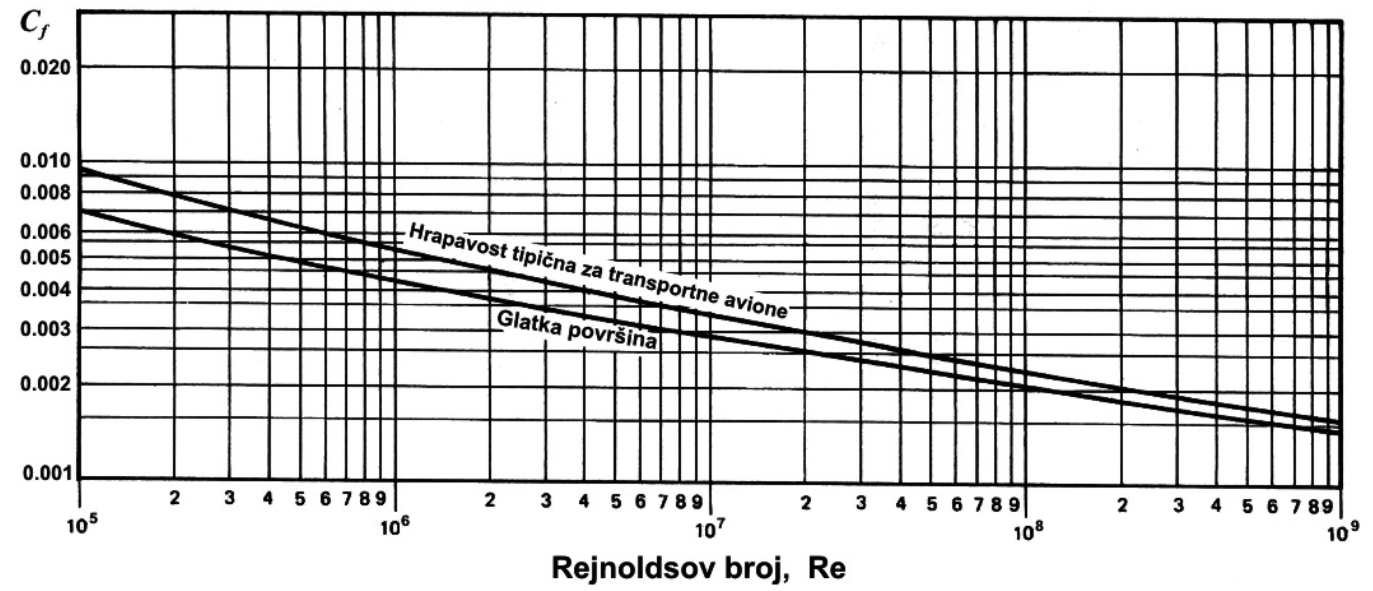 C_f
0.020
0.010
0.008
0.006
0.005
0.004
0.003
0.002
0.001
Hrapavost tipična za transportne avione
Glatka površina
2 3 4 5 6 7 8 9 2 3 4 5 6 7 8 9 2 3 4 5 6 7 8 9 2 3 4 5 6 7 8 9
10⁵ 10⁶ 10⁷ 10⁸ 10⁹
Rejnoldsov broj, Re